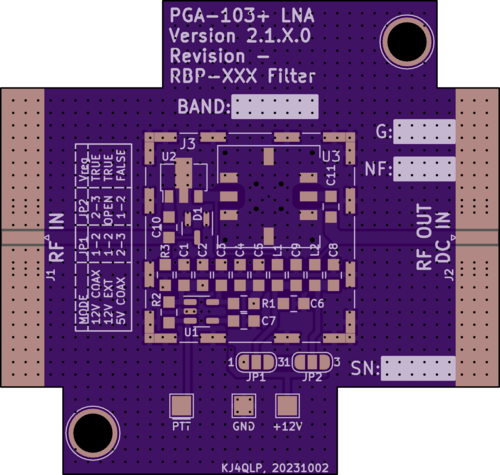 PGA-103+ LNA
Version 2.1.X.0
Revision -
RBP-XXX Filter
BAND:
G:
NF:
J3
U2
U3
C11
MODE | JP1 | JP2 | Vreg
12V COAX | 1-2 | 2-3 | TRUE
12V EXT | 1-2 | OPEN | TRUE
5V COAX | 2-3 | 1-2 | FALSE
D1
C10
J1
RF IN
RF OUT
DC IN
J2
R3 C1 C2 C3 C4 C5 L1 C9 L2 C8
R2
R1 C6
C7
U1
1 3 1 3
JP1 JP2
SN:
PTT GND +12V
KJ4QLP, 20231002